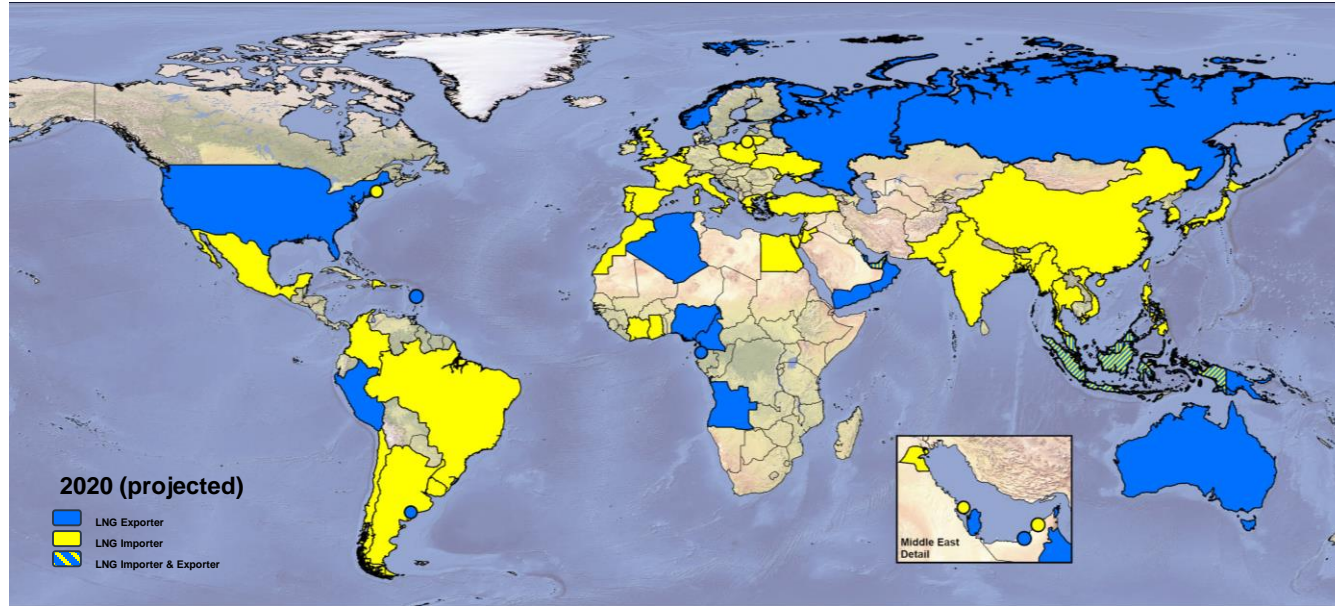 2020 (projected)
LNG Exporter
LNG Importer
LNG Importer & Exporter
Middle East
Detail